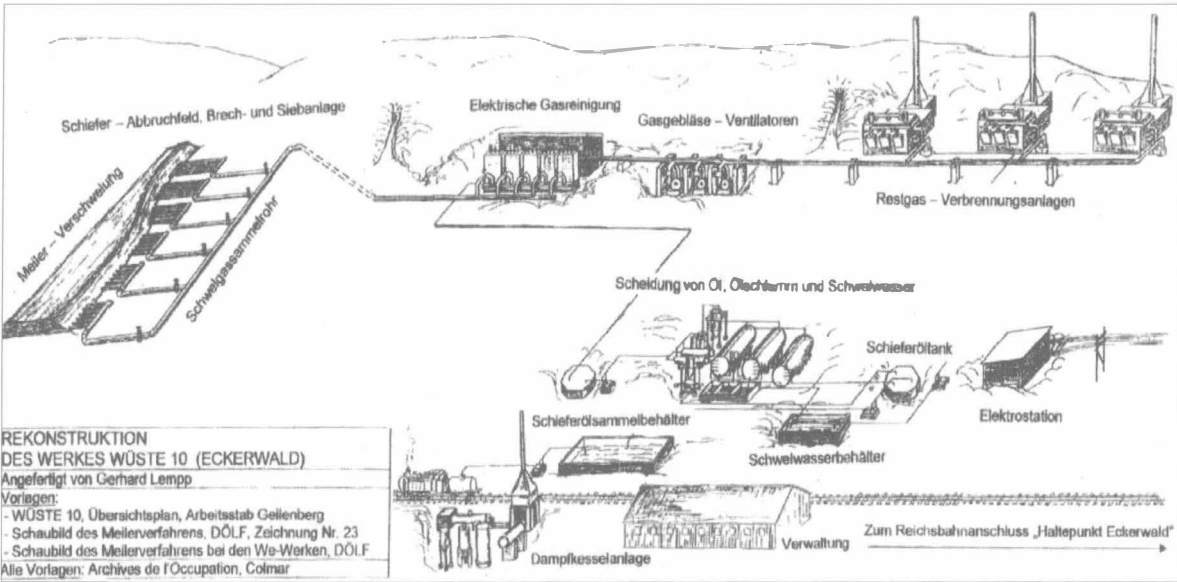 Schiefer – Abbruchfeld, Brech- und Siebanlage
Elektrische Gasreinigung
Gasgebläse – Ventilatoren
Meiler – Verschwelung
Schwelgassammelrohr
Restgas – Verbrennungsanlagen
Scheidung von Öl, Ölschlamm und Schwelwasser
Schieferöltank
Elektrostation
Schieferölsammelbehälter
Schwelwasserbehälter
Dampfkesselanlage
Verwaltung
Zum Reichsbahnanschluss „Haltepunkt Eckerwald"
REKONSTRUKTION
DES WERKES WÜSTE 10 (ECKERWALD)
Angefertigt von Gerhard Lempp
Vorlagen:
- WÜSTE 10, Übersichtsplan, Arbeitsstab Geilenberg
- Schaubild des Meilerverfahrens, DÖLF, Zeichnung Nr. 23
- Schaubild des Meilerverfahrens bei den We-Werken, DÖLF
Alle Vorlagen: Archives de l'Occupation, Colmar